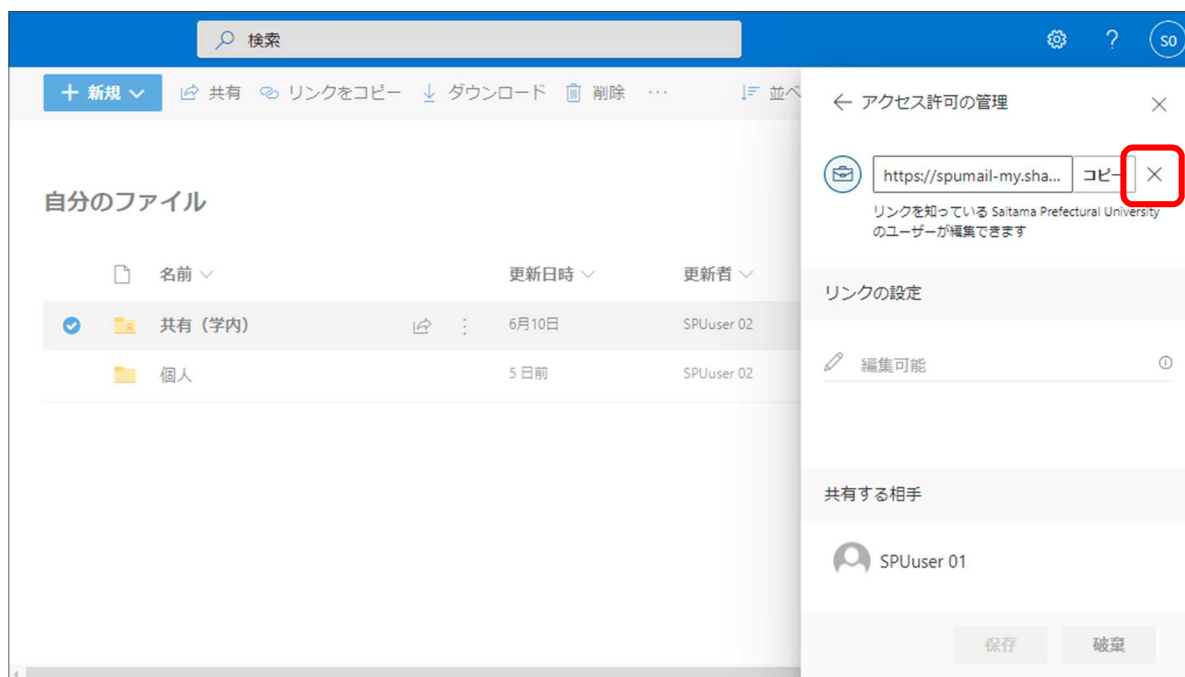 検索
?
S0
新規
共有
リンクをコピー
ダウンロード
削除
…
並べ
自分のファイル
名前
更新日時
更新者
共有（学内）
6月10日
SPUuser 02
個人
5 日前
SPUuser 02
アクセス許可の管理
https://spumail-my.sha...
コピー
リンクを知っている Saitama Prefectural University
のユーザーが編集できます
リンクの設定
編集可能
共有する相手
SPUuser 01
保存
破棄